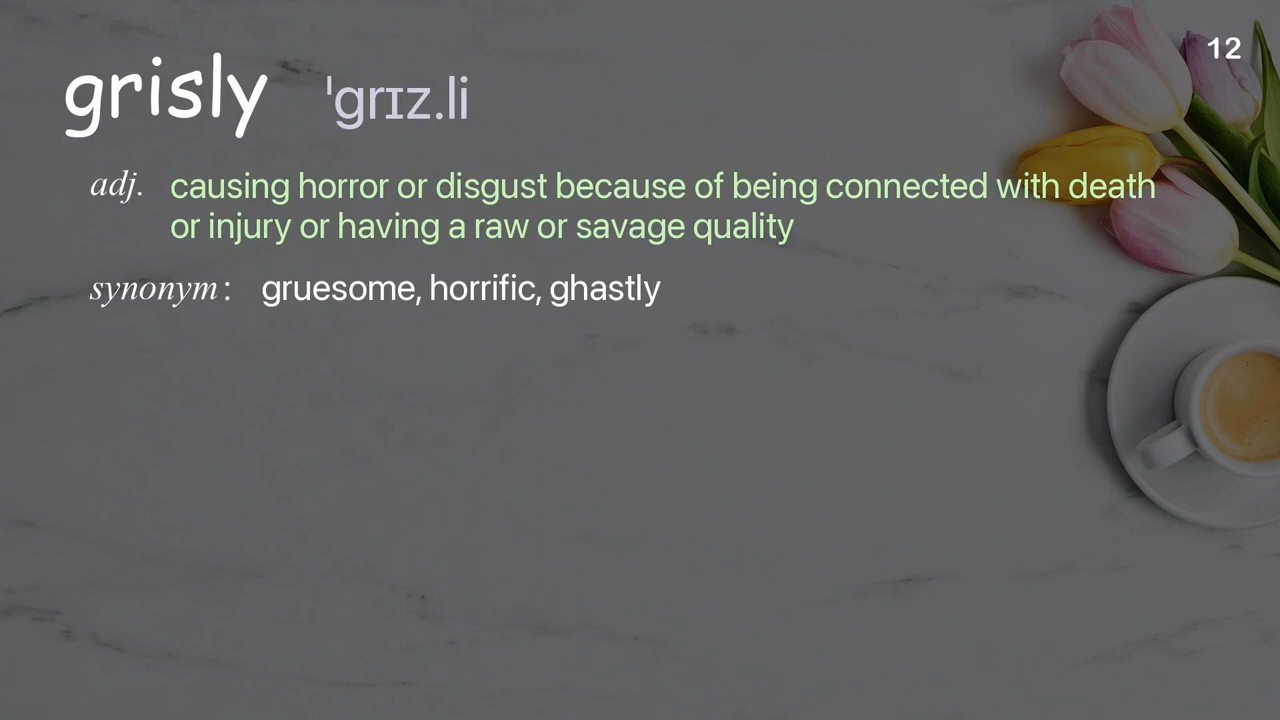 12
grisly ˈɡrɪz.li
adj. causing horror or disgust because of being connected with death
or injury or having a raw or savage quality
synonym : gruesome, horrific, ghastly